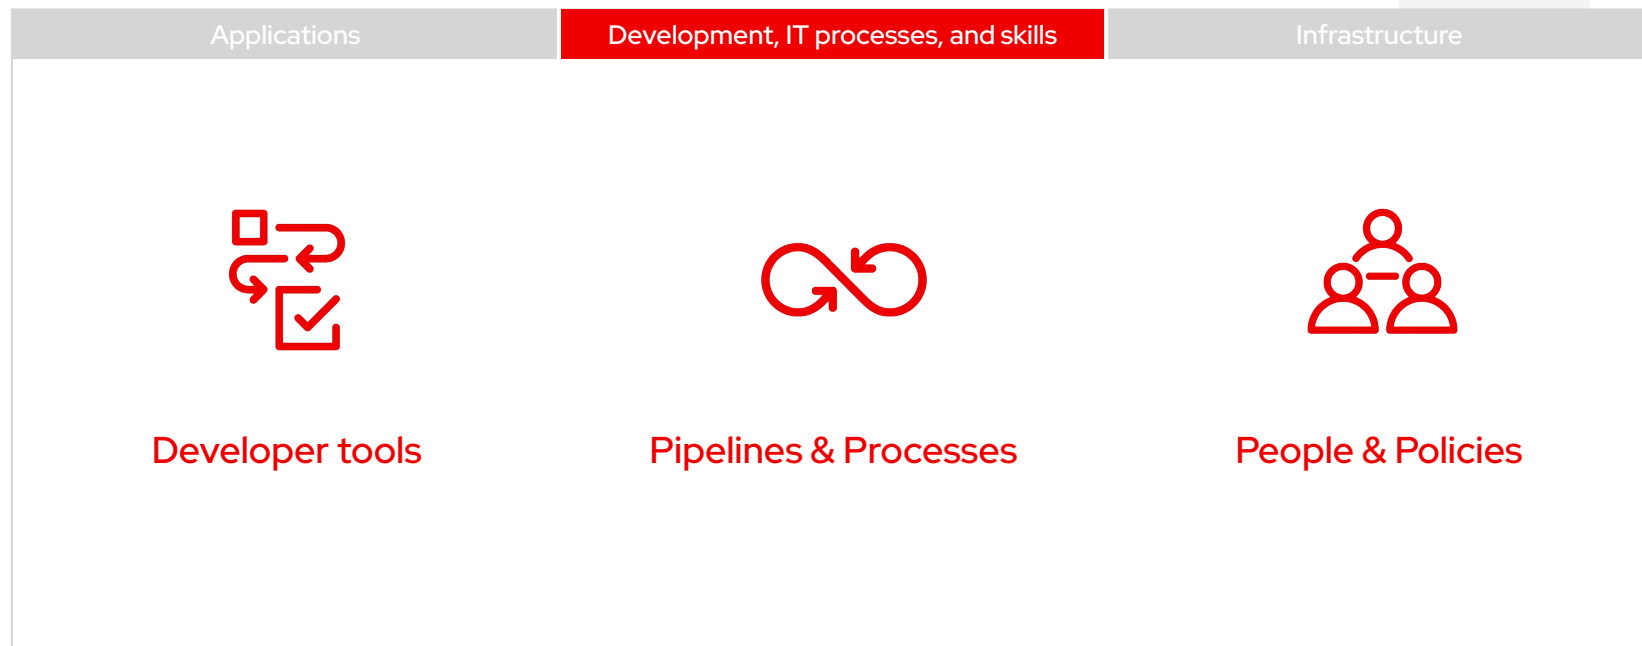 Applications
Development, IT processes, and skills
Infrastructure
Developer tools
Pipelines & Processes
People & Policies